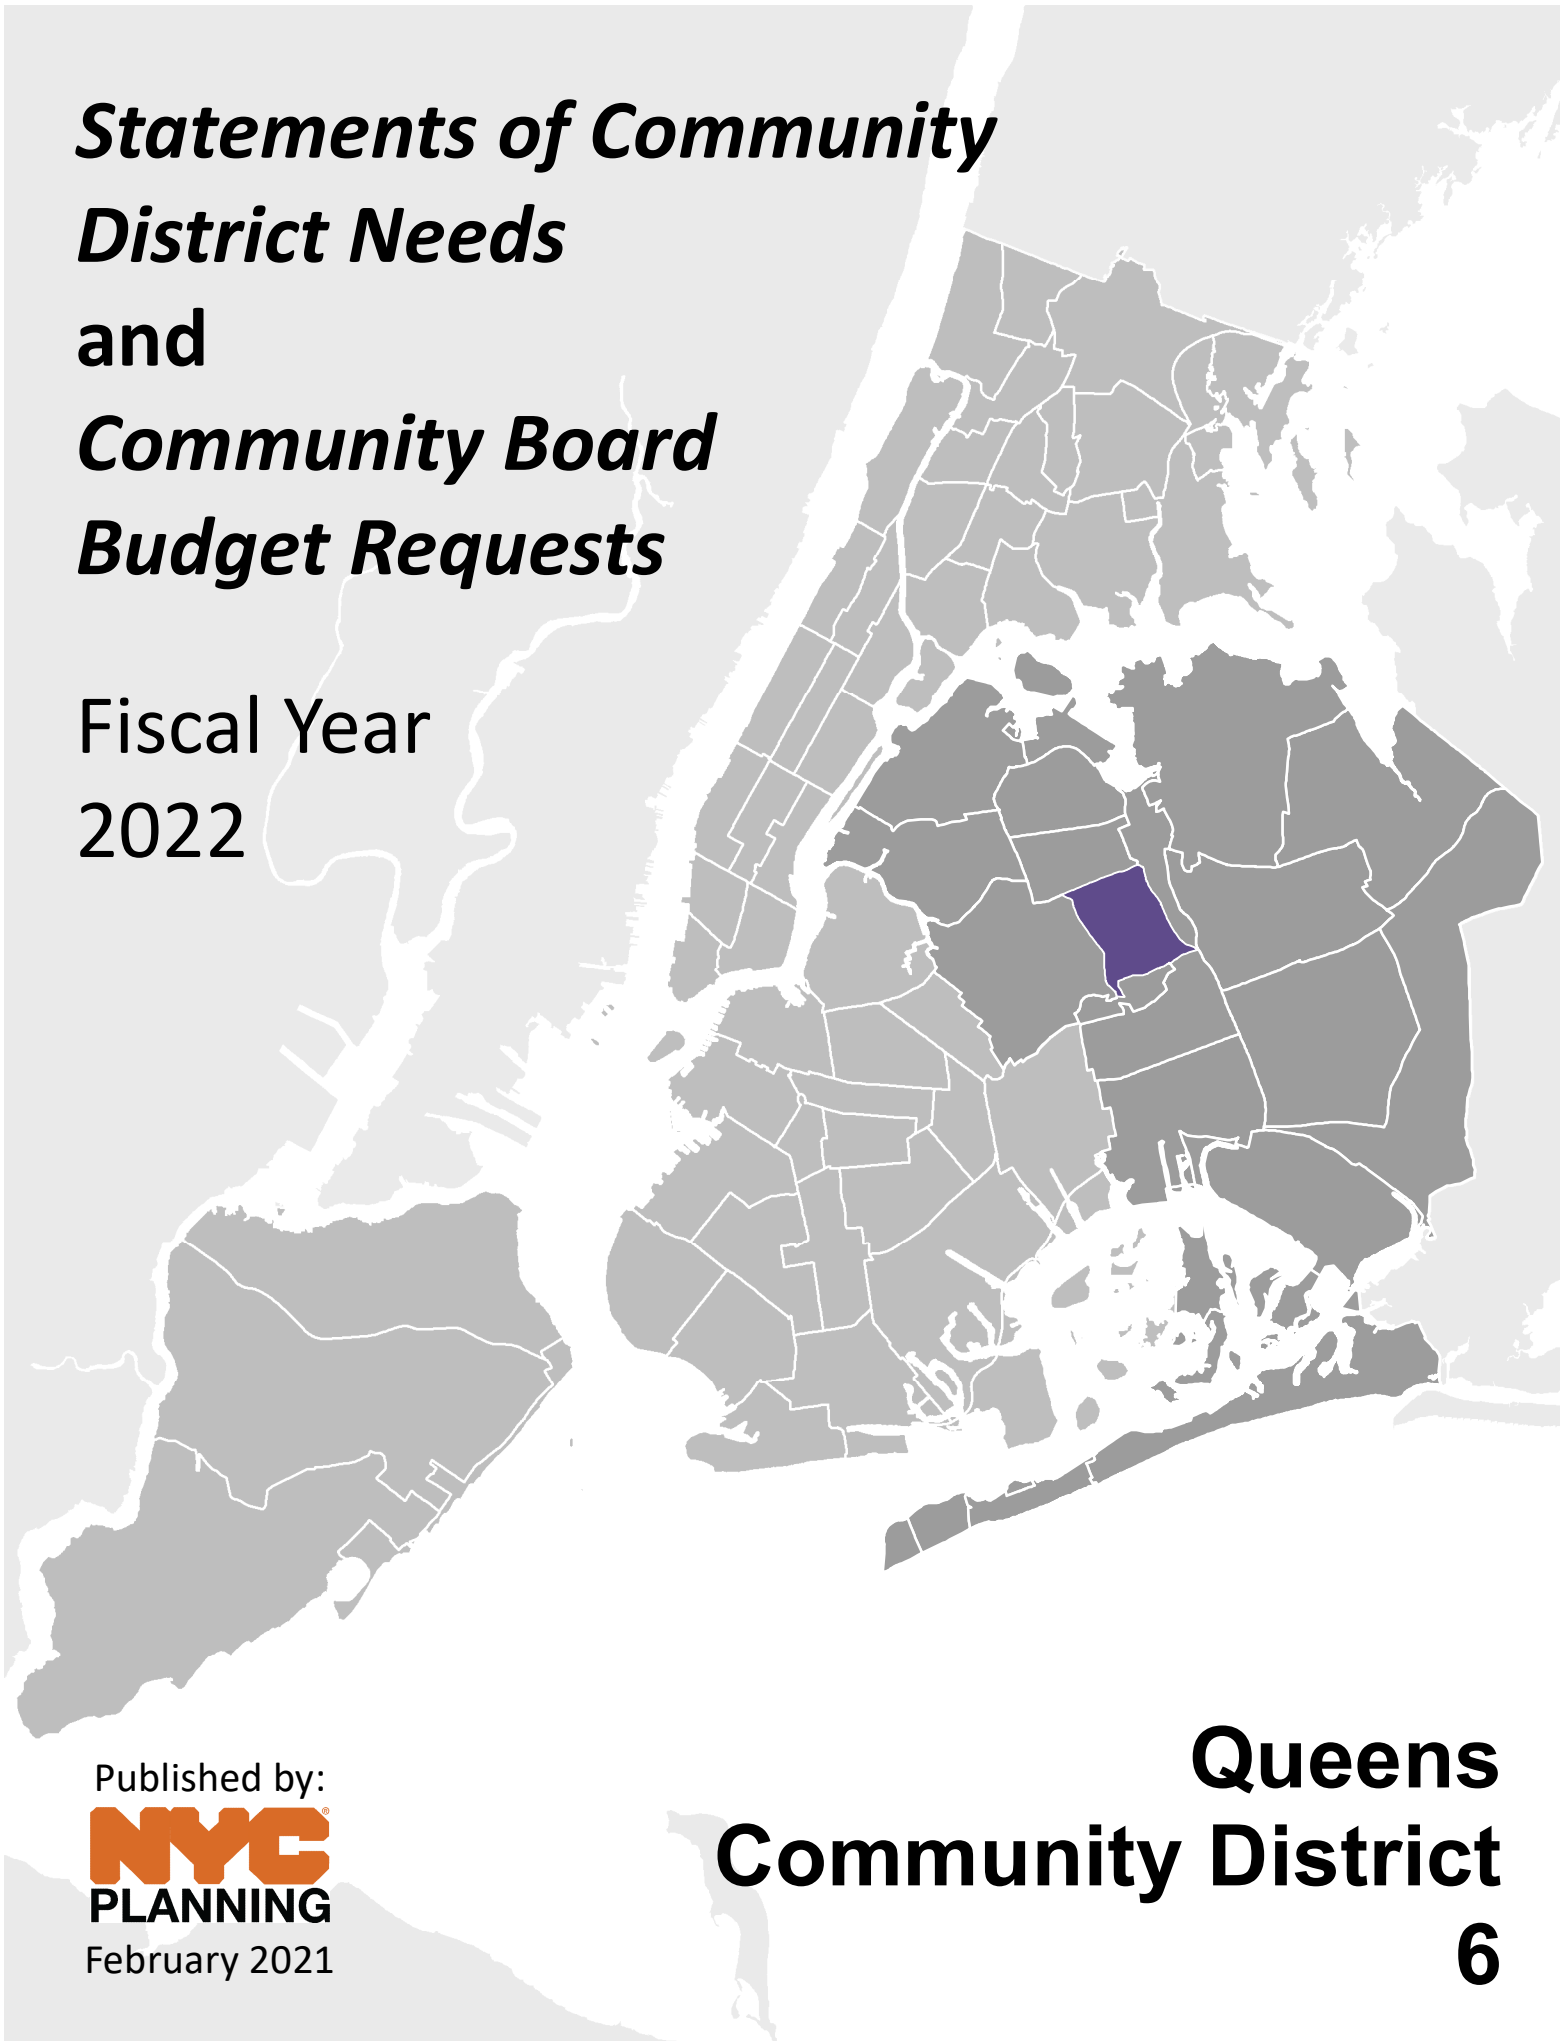 Statements of Community
District Needs
and
Community Board
Budget Requests
Fiscal Year
2022
Published by:
NYC®
PLANNING
February 2021
Queens
Community District
6